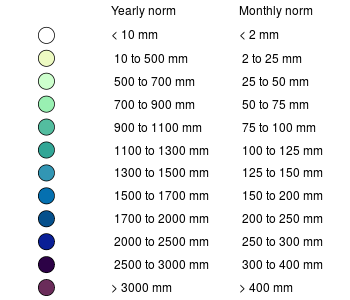 Yearly norm Monthly norm
< 10 mm < 2 mm
10 to 500 mm 2 to 25 mm
500 to 700 mm 25 to 50 mm
700 to 900 mm 50 to 75 mm
900 to 1100 mm 75 to 100 mm
1100 to 1300 mm 100 to 125 mm
1300 to 1500 mm 125 to 150 mm
1500 to 1700 mm 150 to 200 mm
1700 to 2000 mm 200 to 250 mm
2000 to 2500 mm 250 to 300 mm
2500 to 3000 mm 300 to 400 mm
> 3000 mm > 400 mm